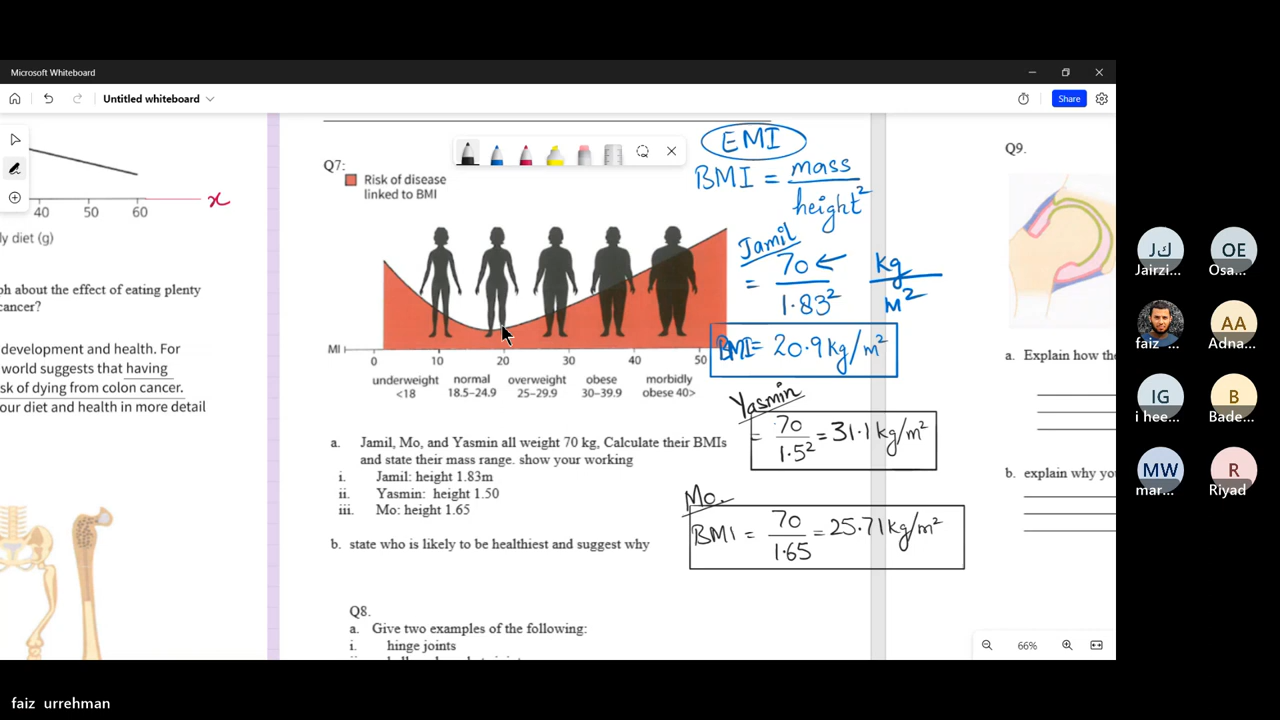 Microsoft Whiteboard
Untitled whiteboard
Share
40 50 60
x
ly diet (g)
ph about the effect of eating plenty
cancer?
development and health. For
world suggests that having
sk of dying from colon cancer.
our diet and health in more detail
Q7:
Risk of disease
linked to BMI
MI
0 10 20 30 40 50
underweight normal overweight obese morbidly
<18 18.5–24.9 25–29.9 30–39.9 obese 40>
a. Jamil, Mo, and Yasmin all weight 70 kg, Calculate their BMIs
and state their mass range. show your working
i. Jamil: height 1.83m
ii. Yasmin: height 1.50
iii. Mo: height 1.65
b. state who is likely to be healthiest and suggest why
Q8.
a. Give two examples of the following:
i. hinge joints
EMI
BMI = mass
height²
Jamil
= 70 ← kg
1.83² m²
BMI = 20.9 kg/m²
Yasmin
= 70 = 31.1 kg/m²
1.5²
Mo.
BMI = 70 = 25.71 kg/m²
1.65
Q9.
a. Explain how the
b. explain why you
66%
كJ
Jairzi...
OE
Osa...
faiz ...
AA
Adna...
IG
i hee...
B
Bade...
MW
mar...
R
Riyad
faiz urrehman